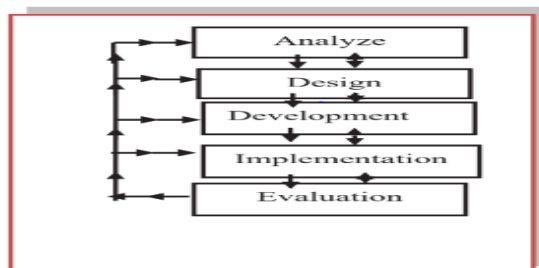 Analyze
Design
Development
Implementation
Evaluation